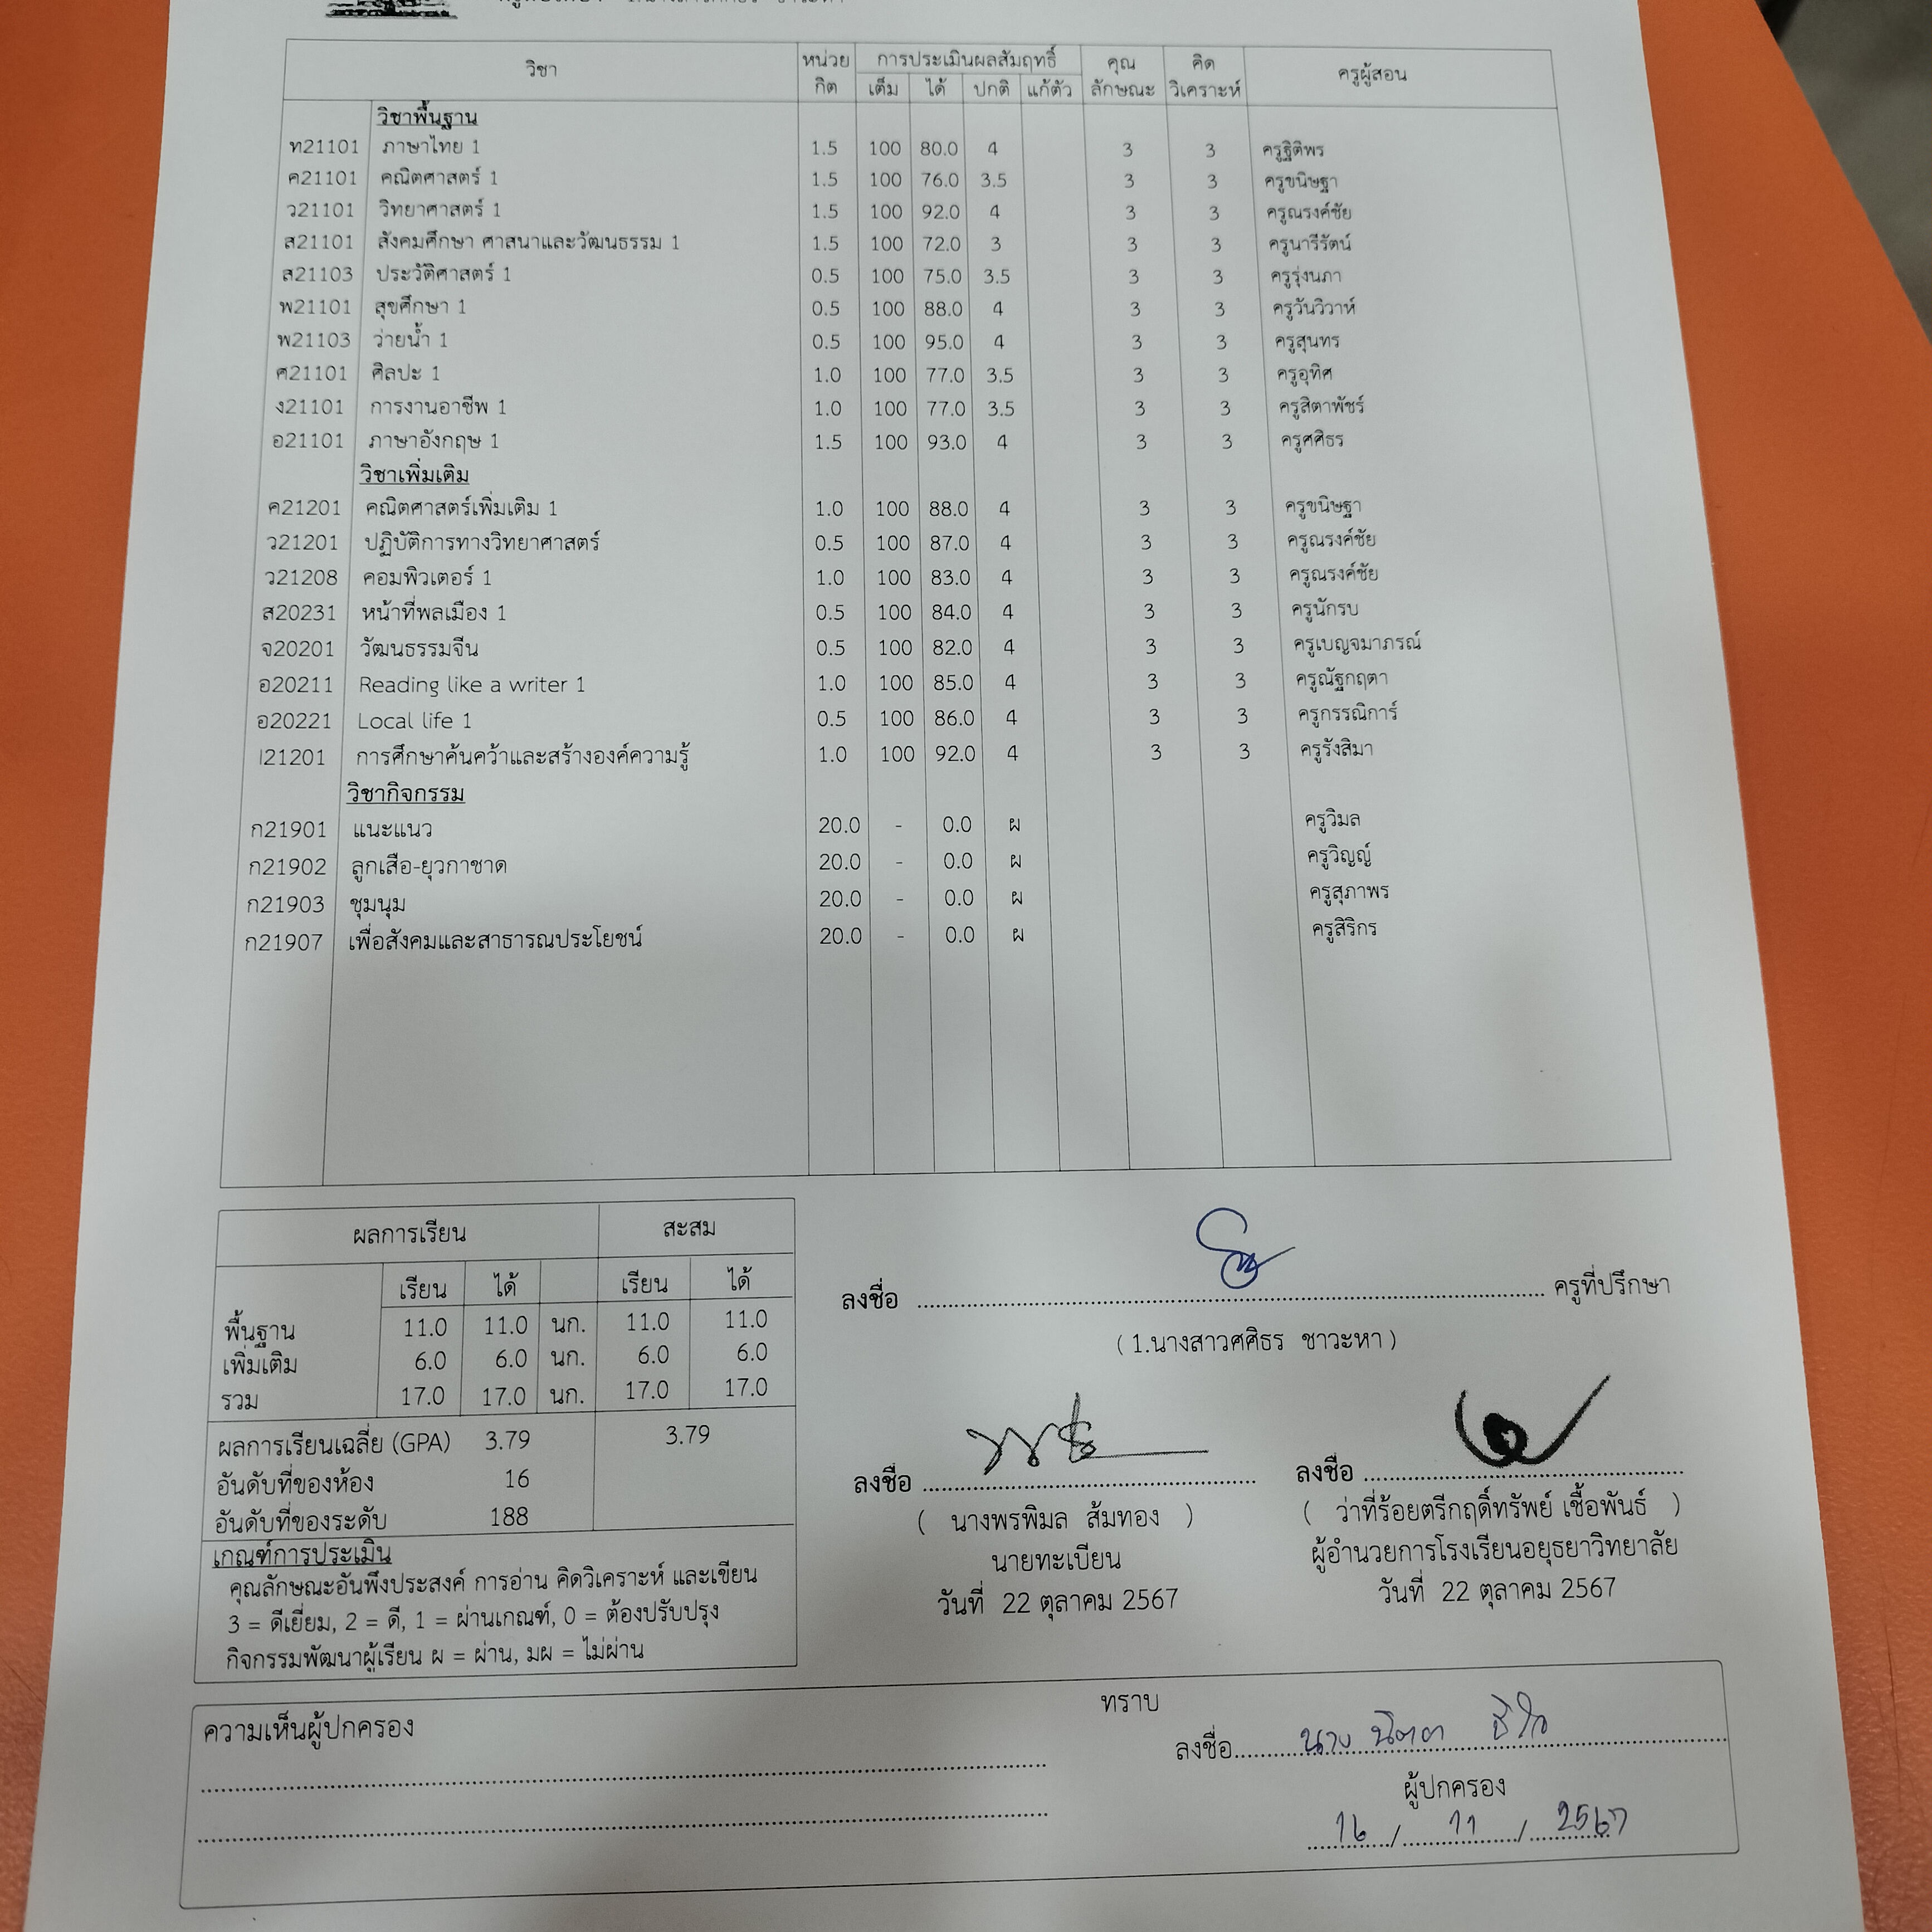 วิชา หน่วยกิต การประเมินผลสัมฤทธิ์ คุณลักษณะ คิดวิเคราะห์ ครูผู้สอน
เต็ม ได้ ปกติ แก้ตัว
วิชาพื้นฐาน
ท21101 ภาษาไทย 1 1.5 100 80.0 4 3 3 ครูฐิติพร
ค21101 คณิตศาสตร์ 1 1.5 100 76.0 3.5 3 3 ครูขนิษฐา
ว21101 วิทยาศาสตร์ 1 1.5 100 92.0 4 3 3 ครูณรงค์ชัย
ส21101 สังคมศึกษา ศาสนาและวัฒนธรรม 1 1.5 100 72.0 3 3 3 ครูนารีรัตน์
ส21103 ประวัติศาสตร์ 1 0.5 100 75.0 3.5 3 3 ครูรุ่งนภา
พ21101 สุขศึกษา 1 0.5 100 88.0 4 3 3 ครูวันวิวาห์
พ21103 ว่ายน้ำ 1 0.5 100 95.0 4 3 3 ครูสุนทร
ศ21101 ศิลปะ 1 1.0 100 77.0 3.5 3 3 ครูอุทิศ
ง21101 การงานอาชีพ 1 1.0 100 77.0 3.5 3 3 ครูสิตาพัชร์
อ21101 ภาษาอังกฤษ 1 1.5 100 93.0 4 3 3 ครูศศิธร
วิชาเพิ่มเติม
ค21201 คณิตศาสตร์เพิ่มเติม 1 1.0 100 88.0 4 3 3 ครูขนิษฐา
ว21201 ปฏิบัติการทางวิทยาศาสตร์ 0.5 100 87.0 4 3 3 ครูณรงค์ชัย
ว21208 คอมพิวเตอร์ 1 1.0 100 83.0 4 3 3 ครูณรงค์ชัย
ส20231 หน้าที่พลเมือง 1 0.5 100 84.0 4 3 3 ครูนักรบ
จ20201 วัฒนธรรมจีน 0.5 100 82.0 4 3 3 ครูเบญจมาภรณ์
อ20211 Reading like a writer 1 1.0 100 85.0 4 3 3 ครูณัฐกฤตา
อ20221 Local life 1 0.5 100 86.0 4 3 3 ครูกรรณิการ์
I21201 การศึกษาค้นคว้าและสร้างองค์ความรู้ 1.0 100 92.0 4 3 3 ครูรังสิมา
วิชากิจกรรม
ก21901 แนะแนว 20.0 - 0.0 ผ ครูวิมล
ก21902 ลูกเสือ-ยุวกาชาด 20.0 - 0.0 ผ ครูวิญญ์
ก21903 ชุมนุม 20.0 - 0.0 ผ ครูสุภาพร
ก21907 เพื่อสังคมและสาธารณประโยชน์ 20.0 - 0.0 ผ ครูสิริกร
ผลการเรียน สะสม
เรียน ได้ เรียน ได้
พื้นฐาน 11.0 11.0 นก. 11.0 11.0
เพิ่มเติม 6.0 6.0 นก. 6.0 6.0
รวม 17.0 17.0 นก. 17.0 17.0
ผลการเรียนเฉลี่ย (GPA) 3.79 3.79
อันดับที่ของห้อง 16
อันดับที่ของระดับ 188
เกณฑ์การประเมิน
คุณลักษณะอันพึงประสงค์ การอ่าน คิดวิเคราะห์ และเขียน
3 = ดีเยี่ยม, 2 = ดี, 1 = ผ่านเกณฑ์, 0 = ต้องปรับปรุง
กิจกรรมพัฒนาผู้เรียน ผ = ผ่าน, มผ = ไม่ผ่าน
ลงชื่อ ครูที่ปรึกษา
( 1.นางสาวศศิธร ชาวะหา )
ลงชื่อ
( นางพรพิมล ส้มทอง )
นายทะเบียน
วันที่ 22 ตุลาคม 2567
ลงชื่อ
( ว่าที่ร้อยตรีกฤดิ์ทรัพย์ เชื้อพันธ์ )
ผู้อำนวยการโรงเรียนอยุธยาวิทยาลัย
วันที่ 22 ตุลาคม 2567
ความเห็นผู้ปกครอง
ทราบ
ลงชื่อ นาง
ผู้ปกครอง
16 / 11 / 2567